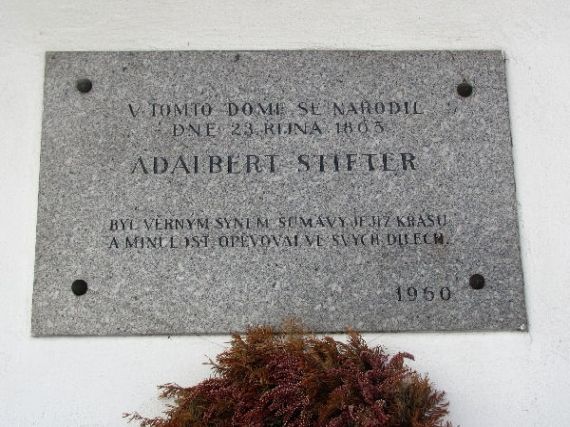 V TOMTO DOMĚ SE NARODIL
DNE 23. ŘÍJNA 1805
ADALBERT STIFTER
BYL VĚRNÝM SYNEM ŠUMAVY, JEJÍŽ KRÁSU
A MINULOST OPĚVOVAL VE SVÝCH DÍLECH.
1960